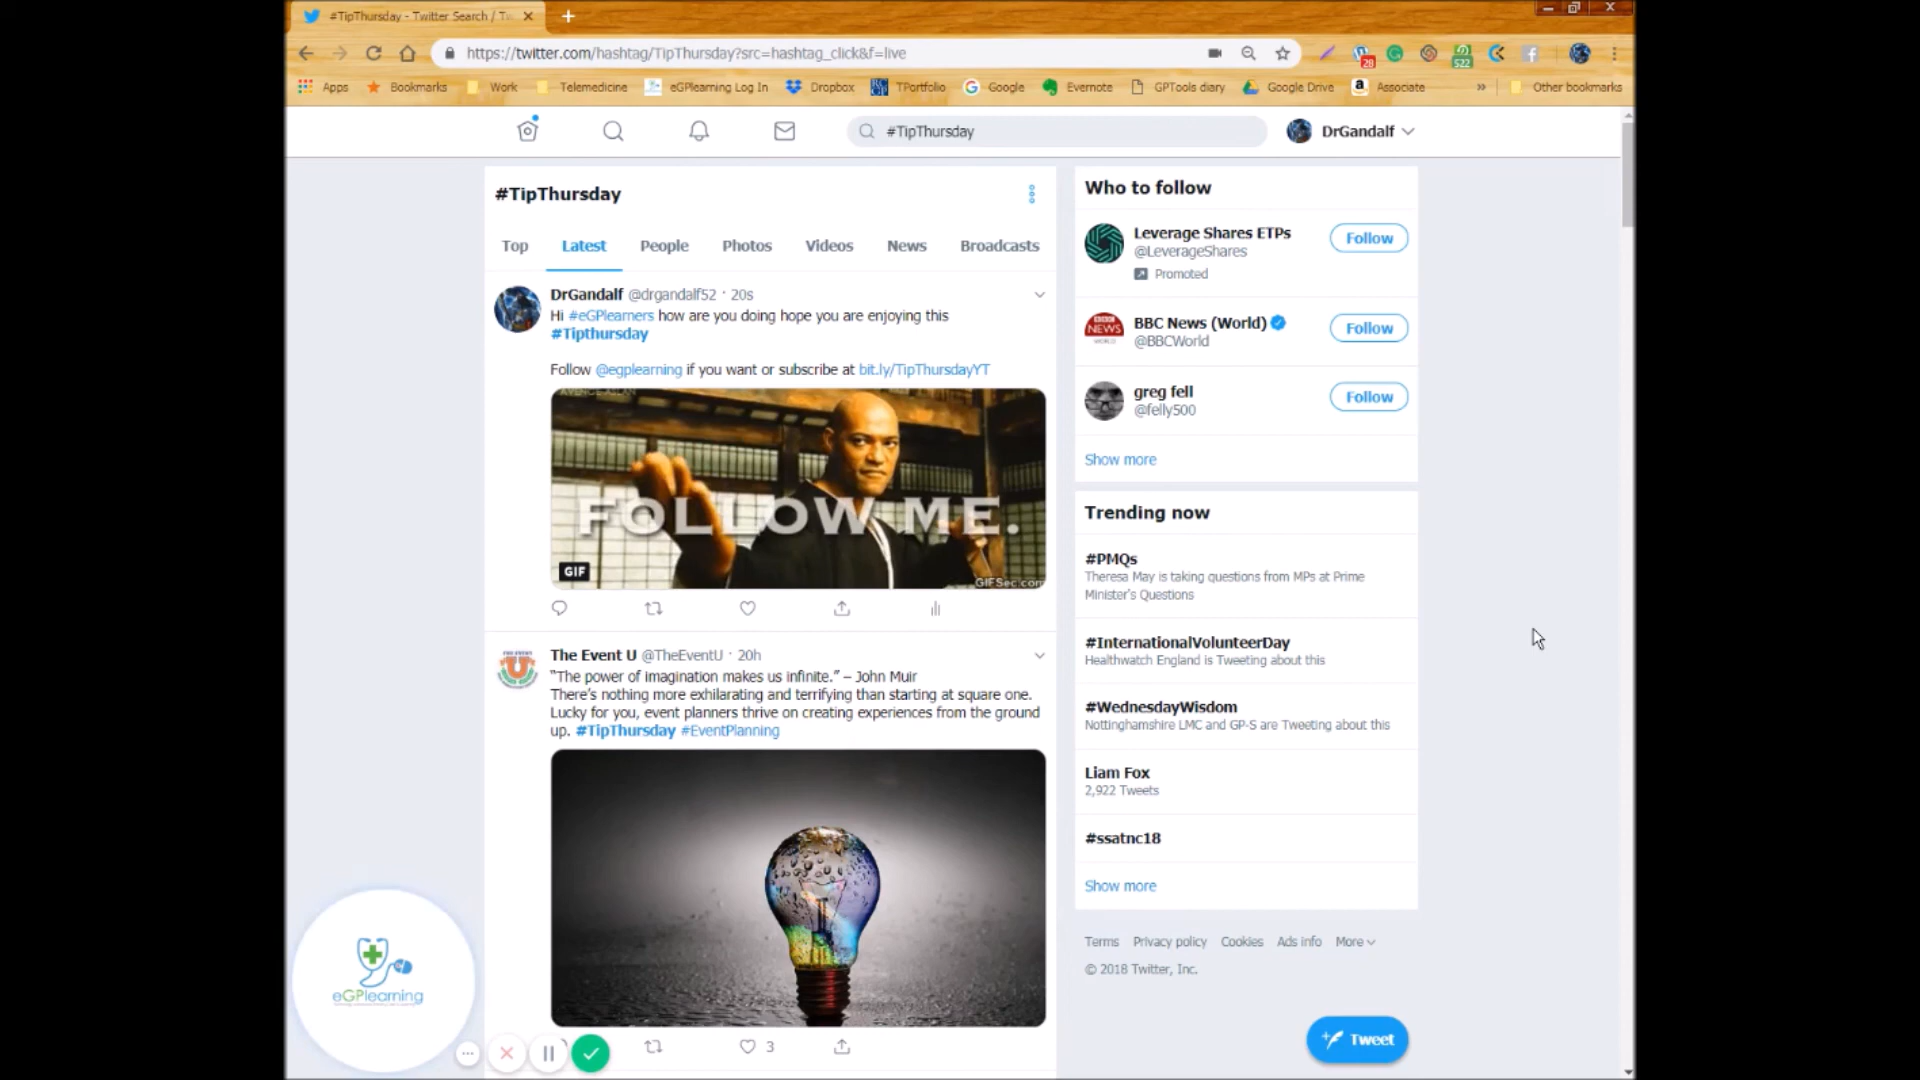 #TipThursday - Twitter Search / Tw
https://twitter.com/hashtag/TipThursday?src=hashtag_click&f=live
28
522
Apps Bookmarks Work Telemedicine eGPlearning Log In Dropbox TPortfolio Google Evernote GPTools diary Google Drive Associate » Other bookmarks
#TipThursday
DrGandalf
#TipThursday
Top Latest People Photos Videos News Broadcasts
DrGandalf @drgandalf52 · 20s
Hi #eGPlearners how are you doing hope you are enjoying this
#Tipthursday
Follow @egplearning if you want or subscribe at bit.ly/TipThursdayYT
FOLLOW ME.
GIF
GIFSec.com
The Event U @TheEventU · 20h
"The power of imagination makes us infinite." – John Muir
There's nothing more exhilarating and terrifying than starting at square one.
Lucky for you, event planners thrive on creating experiences from the ground
up. #TipThursday #EventPlanning
3
Who to follow
Leverage Shares ETPs
@LeverageShares
Promoted
Follow
NEWS
BBC News (World)
@BBCWorld
Follow
greg fell
@felly500
Follow
Show more
Trending now
#PMQs
Theresa May is taking questions from MPs at Prime
Minister's Questions
#InternationalVolunteerDay
Healthwatch England is Tweeting about this
#WednesdayWisdom
Nottinghamshire LMC and GP-S are Tweeting about this
Liam Fox
2,922 Tweets
#ssatnc18
Show more
Terms Privacy policy Cookies Ads info More
© 2018 Twitter, Inc.
Tweet
eGPlearning